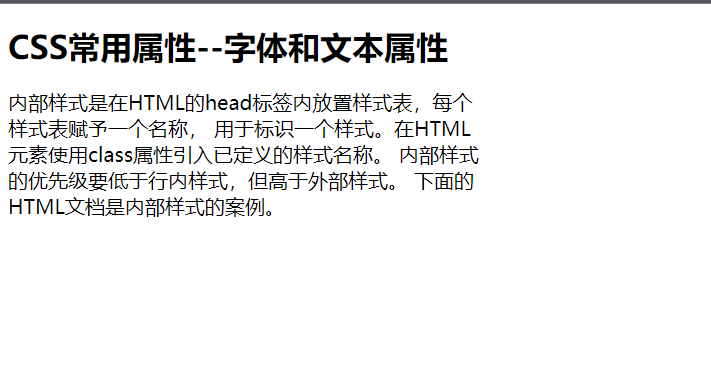 CSS常用属性--字体和文本属性
内部样式是在HTML的head标签内放置样式表，每个
样式表赋予一个名称， 用于标识一个样式。在HTML
元素使用class属性引入已定义的样式名称。 内部样式
的优先级要低于行内样式，但高于外部样式。 下面的
HTML文档是内部样式的案例。